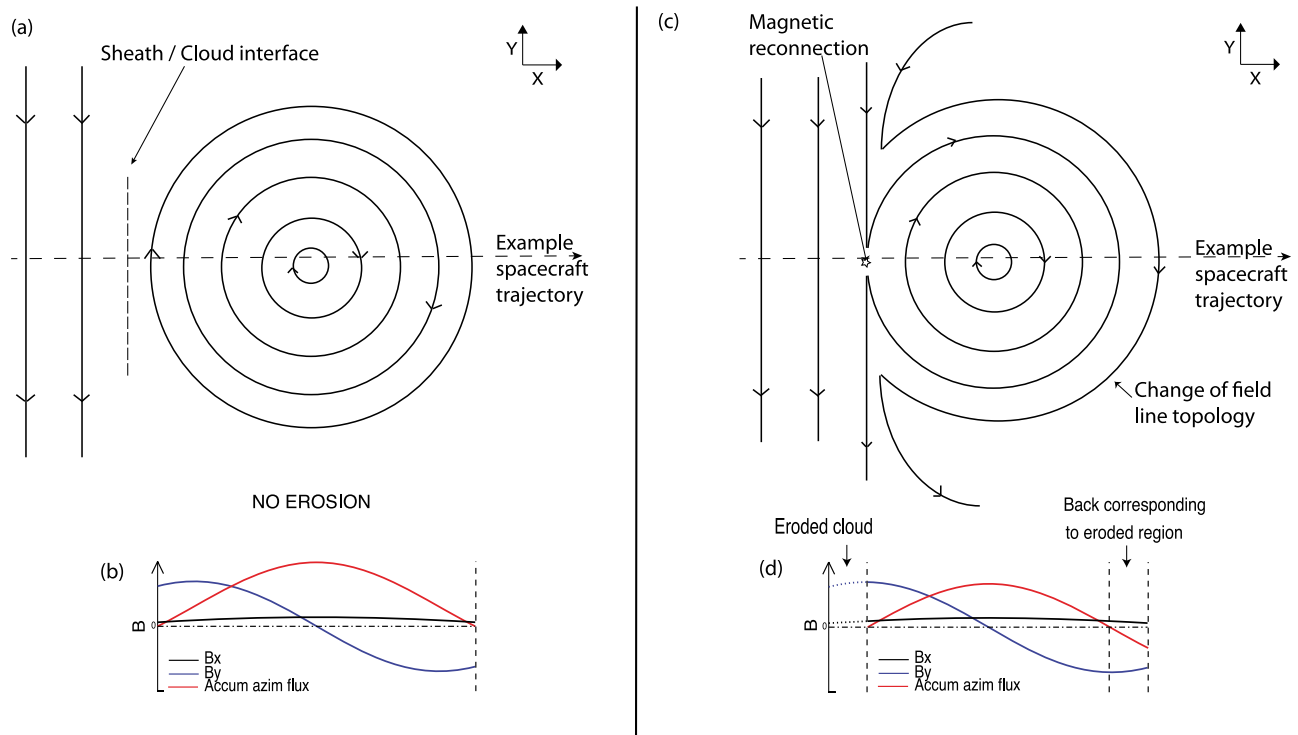 (a)
Sheath / Cloud interface
Y
X
Example
spacecraft
trajectory
NO EROSION
(b)
B
0
Bx
By
Accum azim flux
(c)
Magnetic
reconnection
Y
X
Example
spacecraft
trajectory
Change of field
line topology
Eroded cloud
Back corresponding
to eroded region
(d)
B
0
Bx
By
Accum azim flux